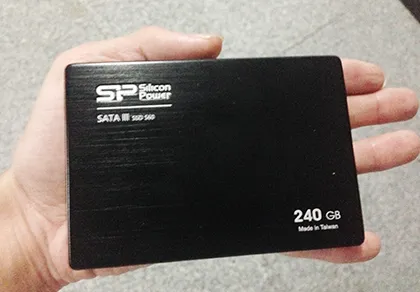 SP Silicon
Power
SATA III SSD S60
240 GB
Made in Taiwan